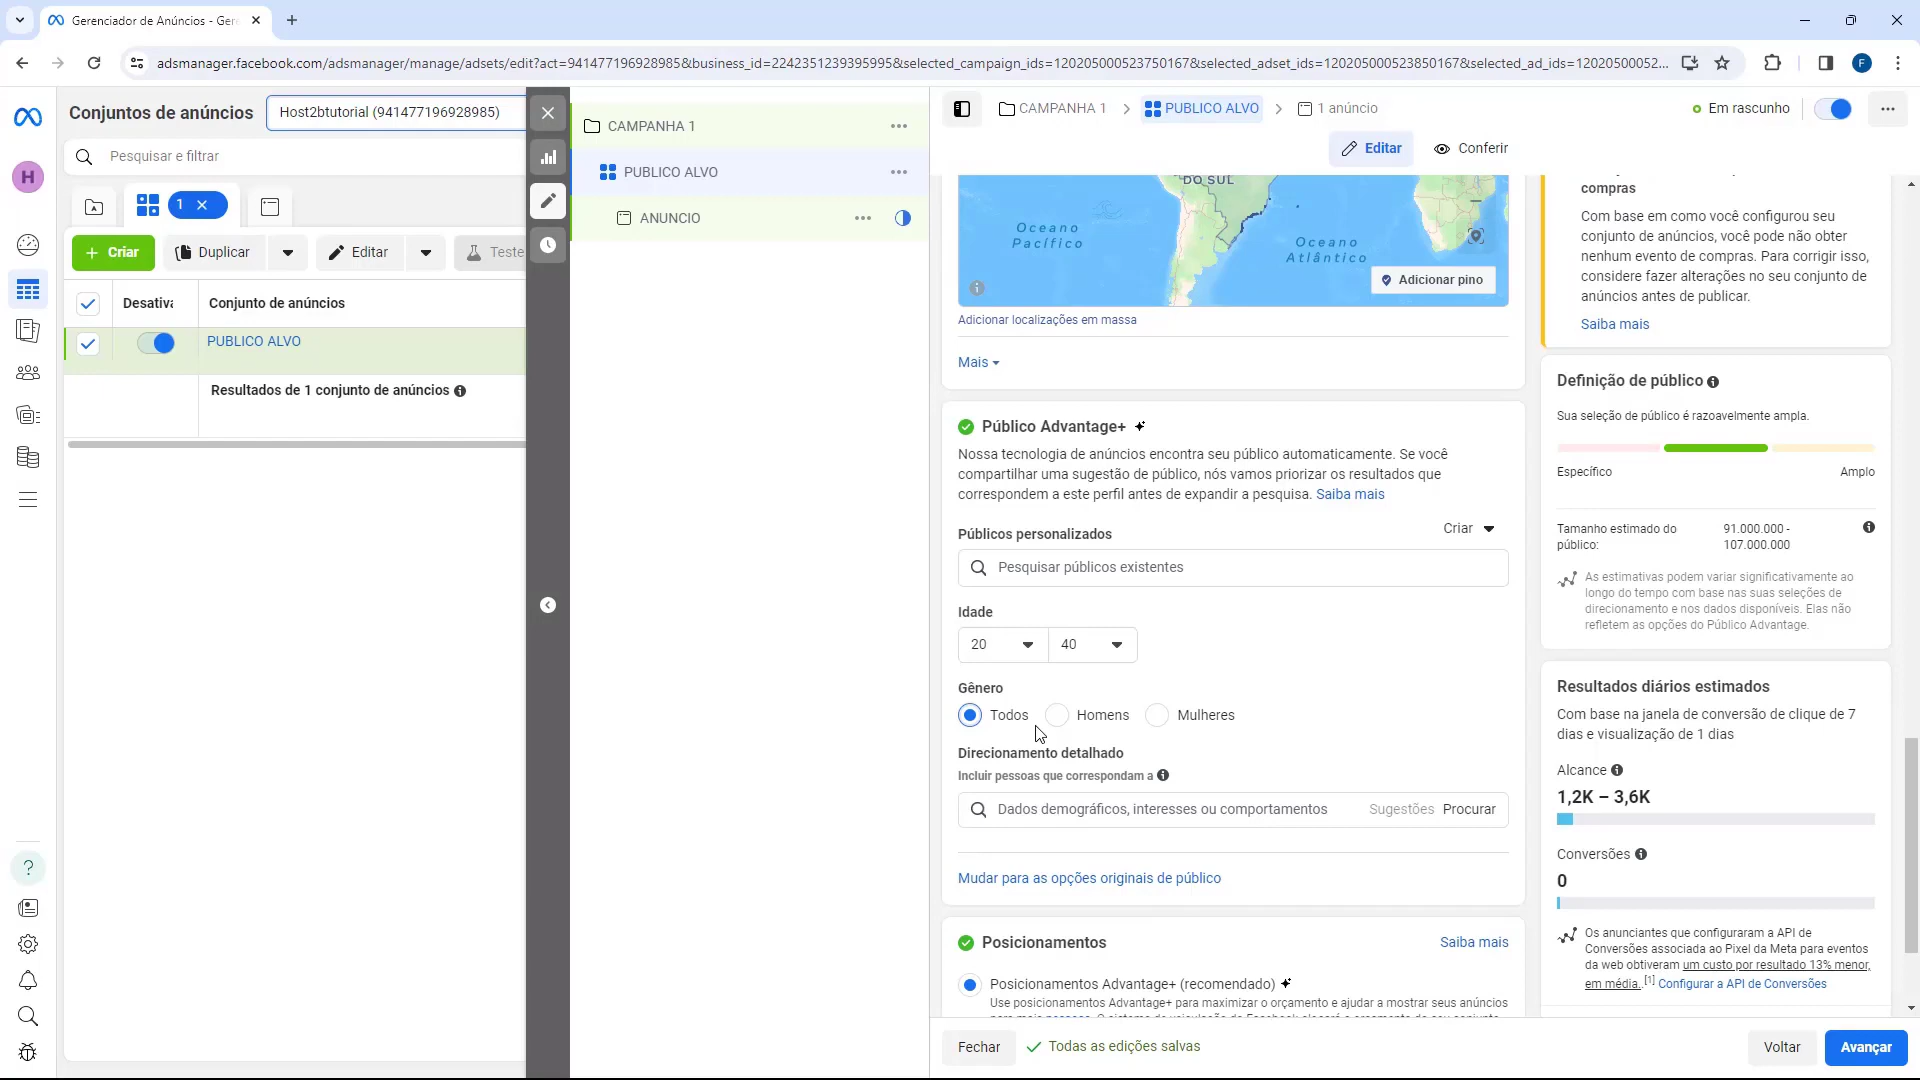 Gerenciador de Anúncios - Gere
adsmanager.facebook.com/adsmanager/manage/adsets/edit?act=941477196928985&business_id=2242351239395995&selected_campaign_ids=120205000523750167&selected_adset_ids=120205000523850167&selected_ad_ids=12020500052...
F
Conjuntos de anúncios
Host2btutorial (941477196928985)
Pesquisar e filtrar
H
1
+ Criar
Duplicar
Editar
Teste
Desativa
Conjunto de anúncios
PUBLICO ALVO
Resultados de 1 conjunto de anúncios
CAMPANHA 1
PUBLICO ALVO
ANUNCIO
CAMPANHA 1
PUBLICO ALVO
1 anúncio
Em rascunho
Editar
Conferir
DO SUL
Oceano
Pacífico
Oceano
Atlântico
Adicionar pino
Adicionar localizações em massa
Mais
Público Advantage+
Nossa tecnologia de anúncios encontra seu público automaticamente. Se você
compartilhar uma sugestão de público, nós vamos priorizar os resultados que
correspondem a este perfil antes de expandir a pesquisa. Saiba mais
Públicos personalizados
Criar
Pesquisar públicos existentes
Idade
20
40
Gênero
Todos
Homens
Mulheres
Direcionamento detalhado
Incluir pessoas que correspondam a
Dados demográficos, interesses ou comportamentos
Sugestões
Procurar
Mudar para as opções originais de público
Posicionamentos
Saiba mais
Posicionamentos Advantage+ (recomendado)
Use posicionamentos Advantage+ para maximizar o orçamento e ajudar a mostrar seus anúncios
compras
Com base em como você configurou seu
conjunto de anúncios, você pode não obter
nenhum evento de compras. Para corrigir isso,
considere fazer alterações no seu conjunto de
anúncios antes de publicar.
Saiba mais
Definição de público
Sua seleção de público é razoavelmente ampla.
Específico
Amplo
Tamanho estimado do
público:
91.000.000 -
107.000.000
As estimativas podem variar significativamente ao
longo do tempo com base nas suas seleções de
direcionamento e nos dados disponíveis. Elas não
refletem as opções do Público Advantage.
Resultados diários estimados
Com base na janela de conversão de clique de 7
dias e visualização de 1 dias
Alcance
1,2K – 3,6K
Conversões
0
Os anunciantes que configuraram a API de
Conversões associada ao Pixel da Meta para eventos
da web obtiveram um custo por resultado 13% menor,
em média. [1] Configurar a API de Conversões
Fechar
Todas as edições salvas
Voltar
Avançar